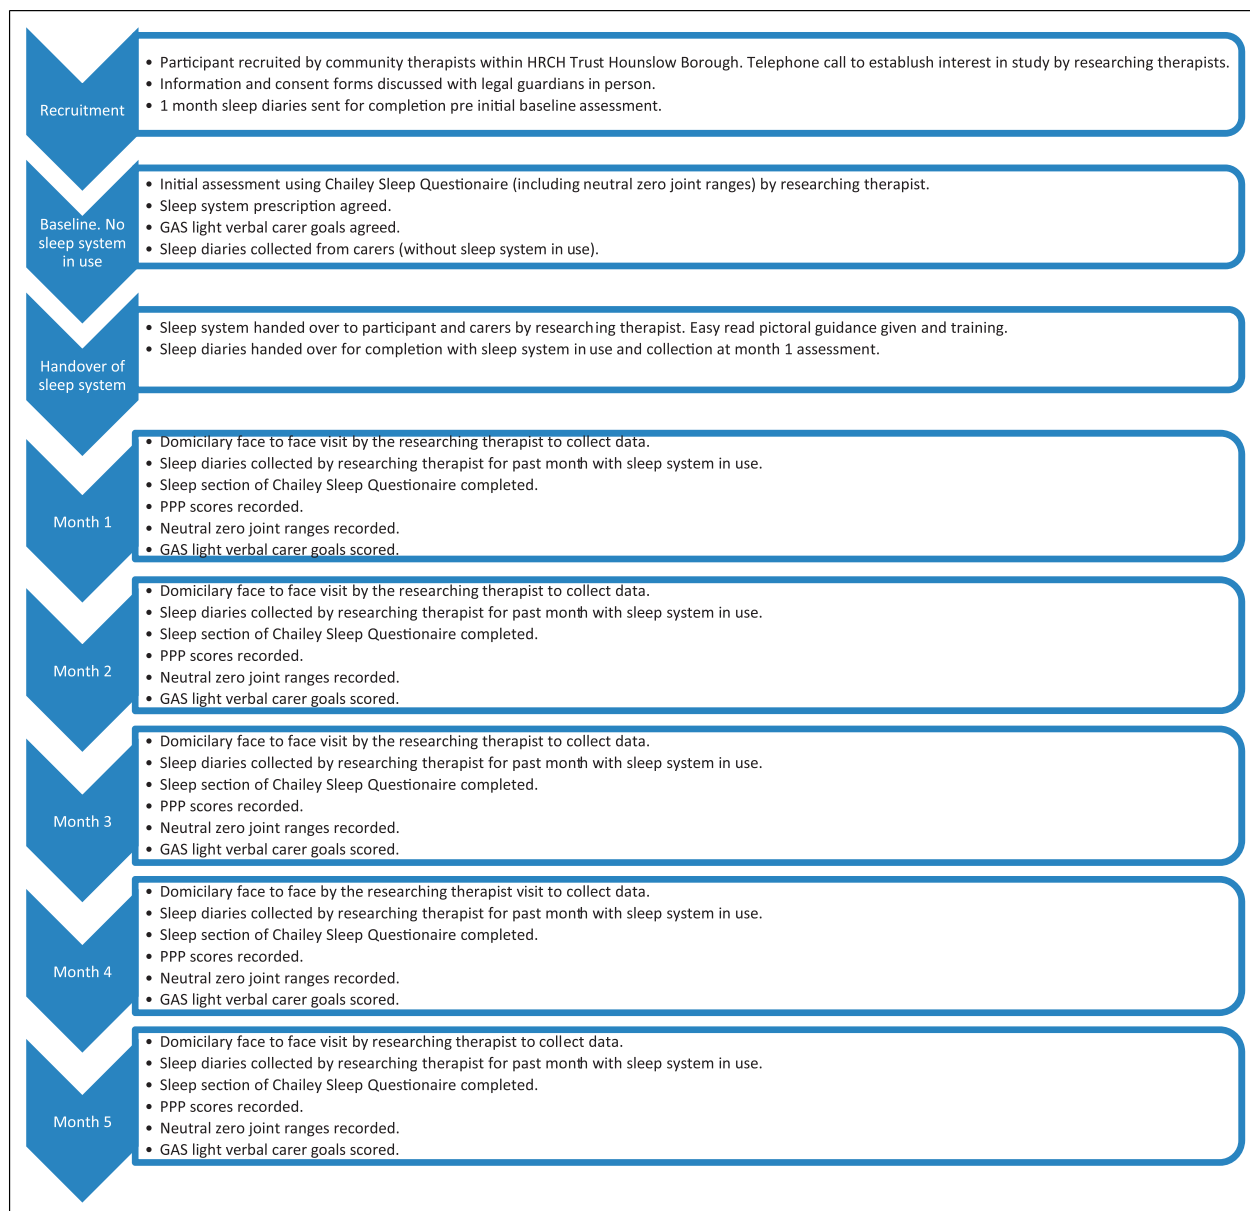 Recruitment
• Participant recruited by community therapists within HRCH Trust Hounslow Borough. Telephone call to establush interest in study by researching therapists.
• Information and consent forms discussed with legal guardians in person.
• 1 month sleep diaries sent for completion pre initial baseline assessment.
Baseline. No
sleep system
in use
• Initial assessment using Chailey Sleep Questionaire (including neutral zero joint ranges) by researching therapist.
• Sleep system prescription agreed.
• GAS light verbal carer goals agreed.
• Sleep diaries collected from carers (without sleep system in use).
Handover of
sleep system
• Sleep system handed over to participant and carers by researching therapist. Easy read pictoral guidance given and training.
• Sleep diaries handed over for completion with sleep system in use and collection at month 1 assessment.
Month 1
• Domicilary face to face visit by the researching therapist to collect data.
• Sleep diaries collected by researching therapist for past month with sleep system in use.
• Sleep section of Chailey Sleep Questionaire completed.
• PPP scores recorded.
• Neutral zero joint ranges recorded.
• GAS light verbal carer goals scored.
Month 2
• Domicilary face to face visit by the researching therapist to collect data.
• Sleep diaries collected by researching therapist for past month with sleep system in use.
• Sleep section of Chailey Sleep Questionaire completed.
• PPP scores recorded.
• Neutral zero joint ranges recorded.
• GAS light verbal carer goals scored.
Month 3
• Domicilary face to face visit by the researching therapist to collect data.
• Sleep diaries collected by researching therapist for past month with sleep system in use.
• Sleep section of Chailey Sleep Questionaire completed.
• PPP scores recorded.
• Neutral zero joint ranges recorded.
• GAS light verbal carer goals scored.
Month 4
• Domicilary face to face by the researching therapist visit to collect data.
• Sleep diaries collected by researching therapist for past month with sleep system in use.
• Sleep section of Chailey Sleep Questionaire completed.
• PPP scores recorded.
• Neutral zero joint ranges recorded.
• GAS light verbal carer goals scored.
Month 5
• Domicilary face to face visit by researching therapist to collect data.
• Sleep diaries collected by researching therapist for past month with sleep system in use.
• Sleep section of Chailey Sleep Questionaire completed.
• PPP scores recorded.
• Neutral zero joint ranges recorded.
• GAS light verbal carer goals scored.